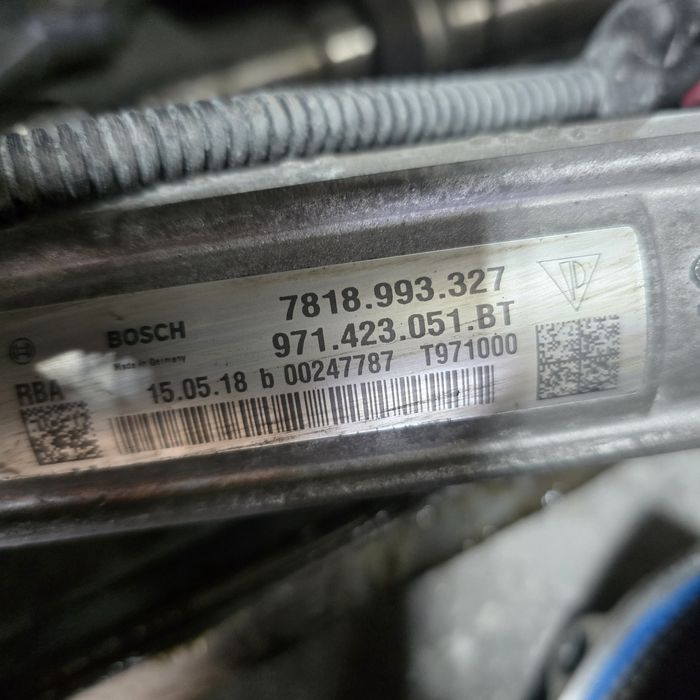 7818.993.327
BOSCH
971.423.051.BT
Made in Germany
RBA
15.05.18 b 00247787 T971000